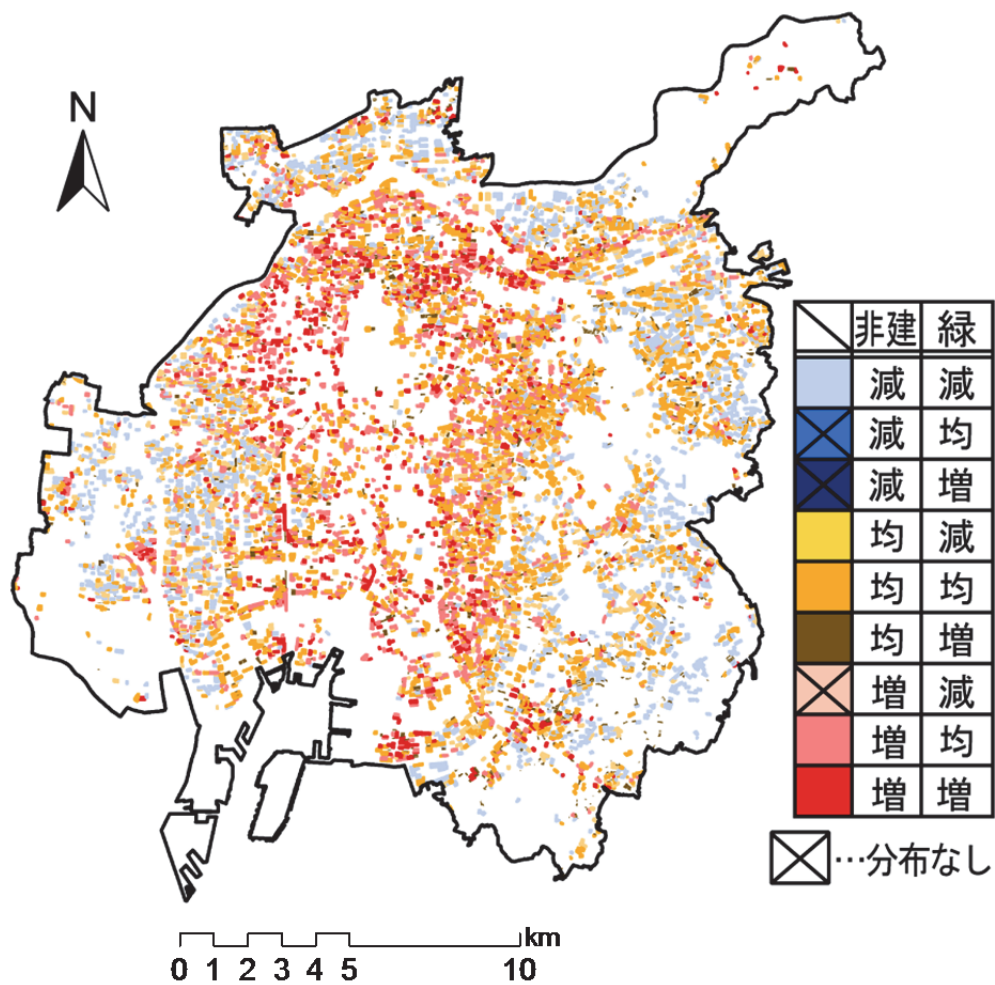 N
非建 緑
減 減
減 均
減 増
均 減
均 均
均 増
増 減
増 均
増 増
…分布なし
km
0 1 2 3 4 5 10